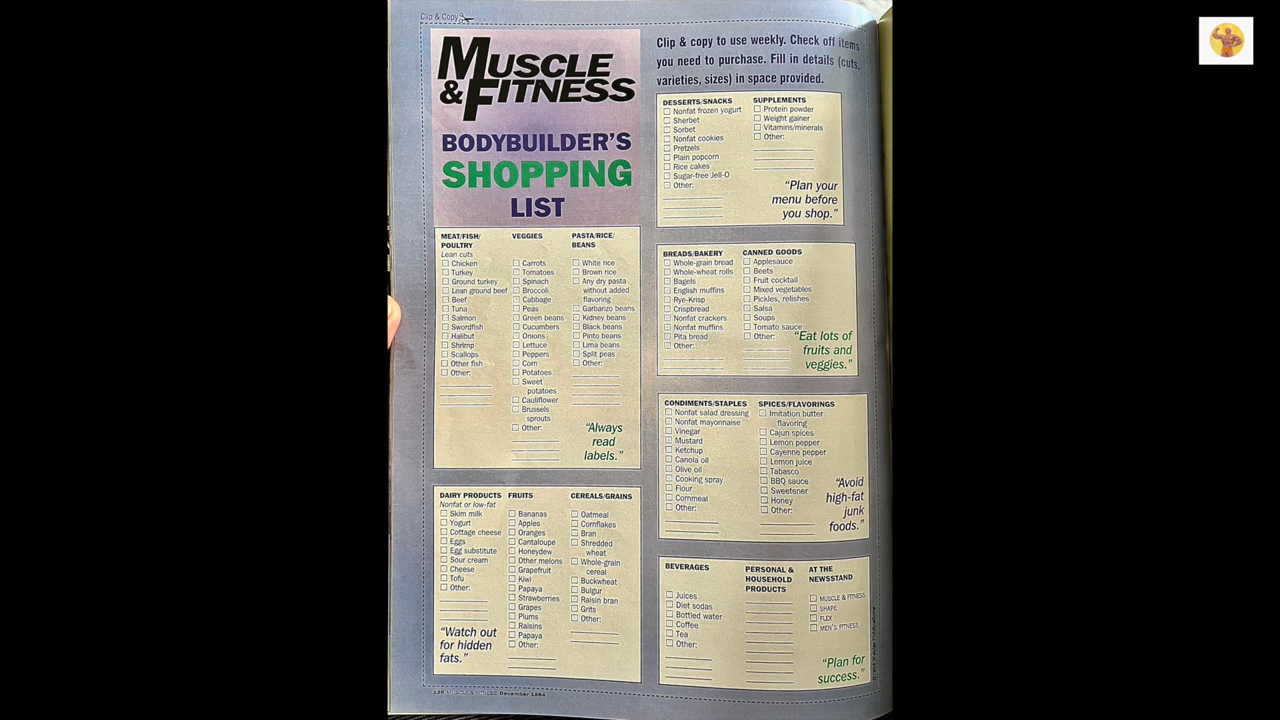 Clip & Copy
MUSCLE
& FITNESS
BODYBUILDER'S
SHOPPING
LIST
Clip & copy to use weekly. Check off items
you need to purchase. Fill in details (cuts,
varieties, sizes) in space provided.
MEAT/FISH/
POULTRY
Lean cuts
Chicken
Turkey
Ground turkey
Lean ground beef
Beef
Tuna
Salmon
Swordfish
Halibut
Shrimp
Scallops
Other fish
Other:
VEGGIES
Carrots
Tomatoes
Spinach
Broccoli
Cabbage
Peas
Green beans
Cucumbers
Onions
Lettuce
Peppers
Corn
Potatoes
Sweet
potatoes
Cauliflower
Brussels
sprouts
Other:
PASTA/RICE/
BEANS
White rice
Brown rice
Any dry pasta
without added
flavoring
Garbanzo beans
Kidney beans
Black beans
Pinto beans
Lima beans
Split peas
Other:
"Always
read
labels."
DAIRY PRODUCTS
Nonfat or low-fat
Skim milk
Yogurt
Cottage cheese
Eggs
Egg substitute
Sour cream
Cheese
Tofu
Other:
"Watch out
for hidden
fats."
FRUITS
Bananas
Apples
Oranges
Cantaloupe
Honeydew
Other melons
Grapefruit
Kiwi
Papaya
Strawberries
Grapes
Plums
Raisins
Papaya
Other:
CEREALS/GRAINS
Oatmeal
Cornflakes
Bran
Shredded
wheat
Whole-grain
cereal
Buckwheat
Bulgur
Raisin bran
Grits
Other:
DESSERTS/SNACKS
Nonfat frozen yogurt
Sherbet
Sorbet
Nonfat cookies
Pretzels
Plain popcorn
Rice cakes
Sugar-free Jell-O
Other:
SUPPLEMENTS
Protein powder
Weight gainer
Vitamins/minerals
Other:
"Plan your
menu before
you shop."
BREADS/BAKERY
Whole-grain bread
Whole-wheat rolls
Bagels
English muffins
Rye-Krisp
Crispbread
Nonfat crackers
Nonfat muffins
Pita bread
Other:
CANNED GOODS
Applesauce
Beets
Fruit cocktail
Mixed vegetables
Pickles, relishes
Salsa
Soups
Tomato sauce
Other:
"Eat lots of
fruits and
veggies."
CONDIMENTS/STAPLES
Nonfat salad dressing
Nonfat mayonnaise
Vinegar
Mustard
Ketchup
Canola oil
Olive oil
Cooking spray
Flour
Cornmeal
Other:
SPICES/FLAVORINGS
Imitation butter
flavoring
Cajun spices
Lemon pepper
Cayenne pepper
Lemon juice
Tabasco
BBQ sauce
Sweetener
Honey
Other:
"Avoid
high-fat
junk
foods."
BEVERAGES
Juices
Diet sodas
Bottled water
Coffee
Tea
Other:
PERSONAL &
HOUSEHOLD
PRODUCTS
AT THE
NEWSSTAND
MUSCLE & FITNESS
SHAPE
FLEX
MEN'S FITNESS
"Plan for
success."
December 1994